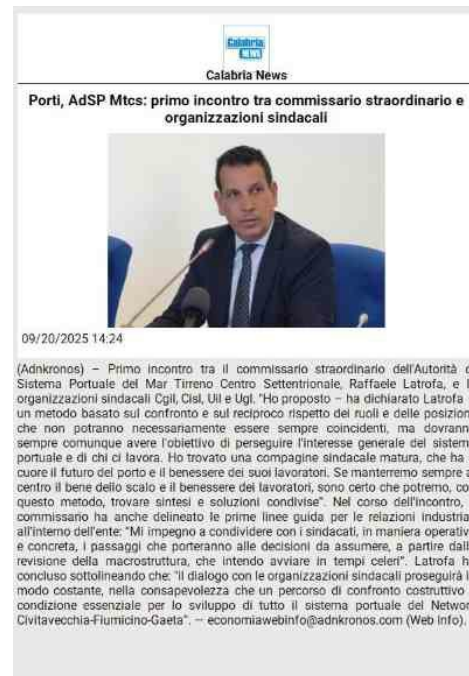 Calabria
NEWS
Calabria News
Porti, AdSP Mtcs: primo incontro tra commissario straordinario e
organizzazioni sindacali
09/20/2025 14:24
(Adnkronos) – Primo incontro tra il commissario straordinario dell'Autorità
Sistema Portuale del Mar Tirreno Centro Settentrionale, Raffaele Latrofa, e
organizzazioni sindacali Cgil, Cisl, Uil e Ugl. "Ho proposto – ha dichiarato Latrofa
un metodo basato sul confronto e sul reciproco rispetto dei ruoli e delle posizion
che non potranno necessariamente essere sempre coincidenti, ma dovrann
sempre comunque avere l'obiettivo di perseguire l'interesse generale del sistem
portuale e di chi ci lavora. Ho trovato una compagine sindacale matura, che ha
cuore il futuro del porto e il benessere dei suoi lavoratori. Se manterremo sempre a
centro il bene dello scalo e il benessere dei lavoratori, sono certo che potremo, co
questo metodo, trovare sintesi e soluzioni condivise". Nel corso dell'incontro,
commissario ha anche delineato le prime linee guida per le relazioni industria
all'interno dell'ente: "Mi impegno a condividere con i sindacati, in maniera operativ
e concreta, i passaggi che porteranno alle decisioni da assumere, a partire dall
revisione della macrostruttura, che intendo avviare in tempi celeri". Latrofa h
concluso sottolineando che: "il dialogo con le organizzazioni sindacali proseguirà i
modo costante, nella consapevolezza che un percorso di confronto costruttivo
condizione essenziale per lo sviluppo di tutto il sistema portuale del Networ
Civitavecchia-Fiumicino-Gaeta". — economiawebinfo@adnkronos.com (Web Info).